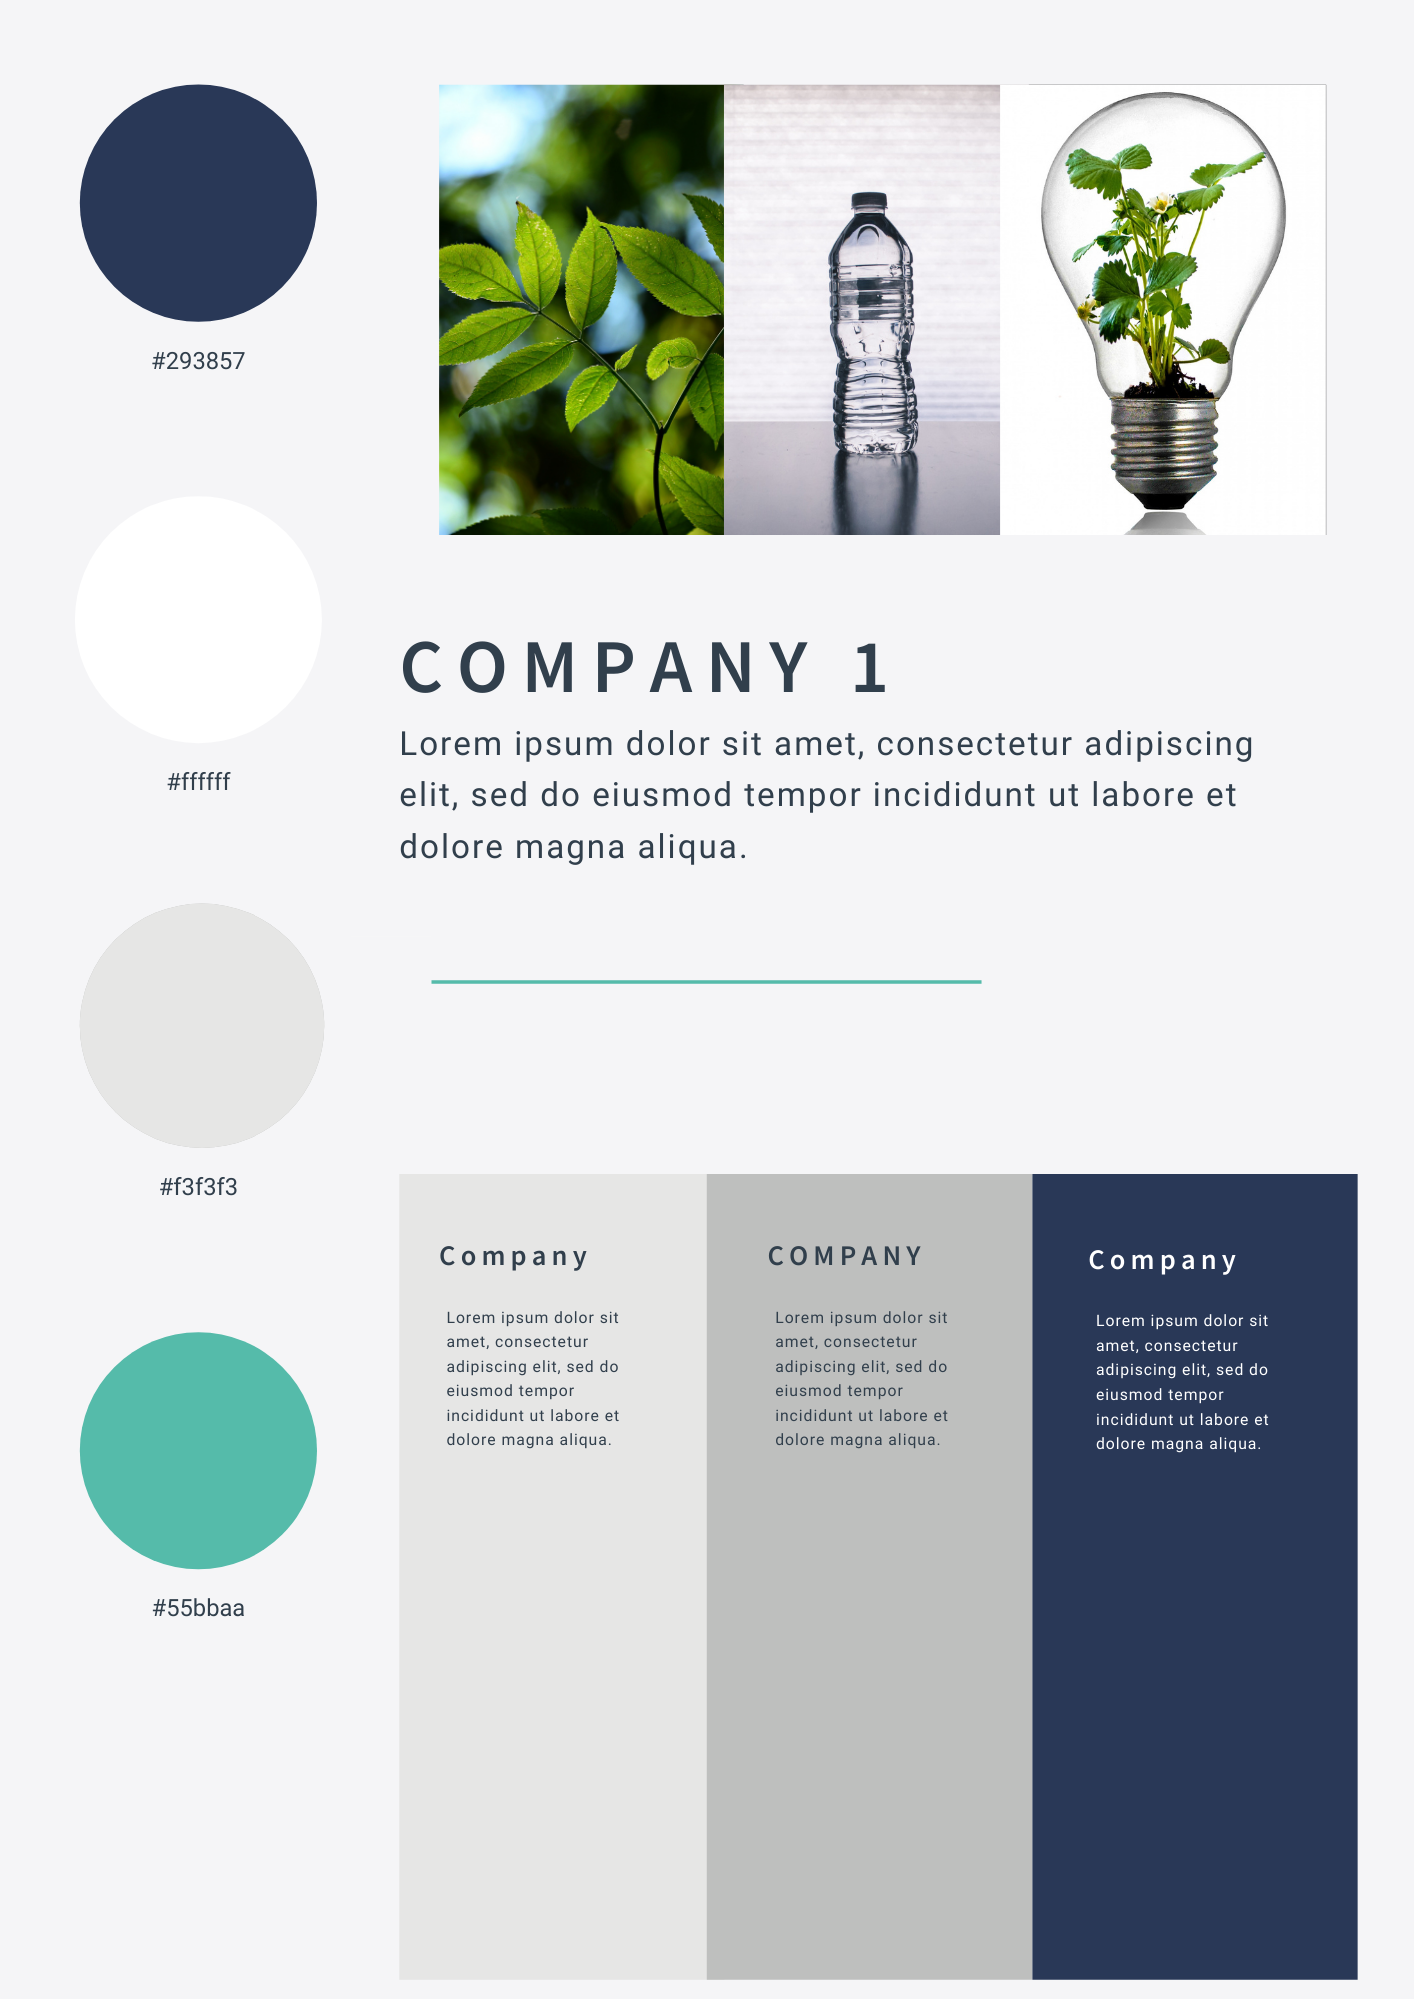 #293857
#ffffff
#f3f3f3
#55bbaa
COMPANY 1
Lorem ipsum dolor sit amet, consectetur adipiscing
elit, sed do eiusmod tempor incididunt ut labore et
dolore magna aliqua.
Company
Lorem ipsum dolor sit
amet, consectetur
adipiscing elit, sed do
eiusmod tempor
incididunt ut labore et
dolore magna aliqua.
COMPANY
Lorem ipsum dolor sit
amet, consectetur
adipiscing elit, sed do
eiusmod tempor
incididunt ut labore et
dolore magna aliqua.
Company
Lorem ipsum dolor sit
amet, consectetur
adipiscing elit, sed do
eiusmod tempor
incididunt ut labore et
dolore magna aliqua.